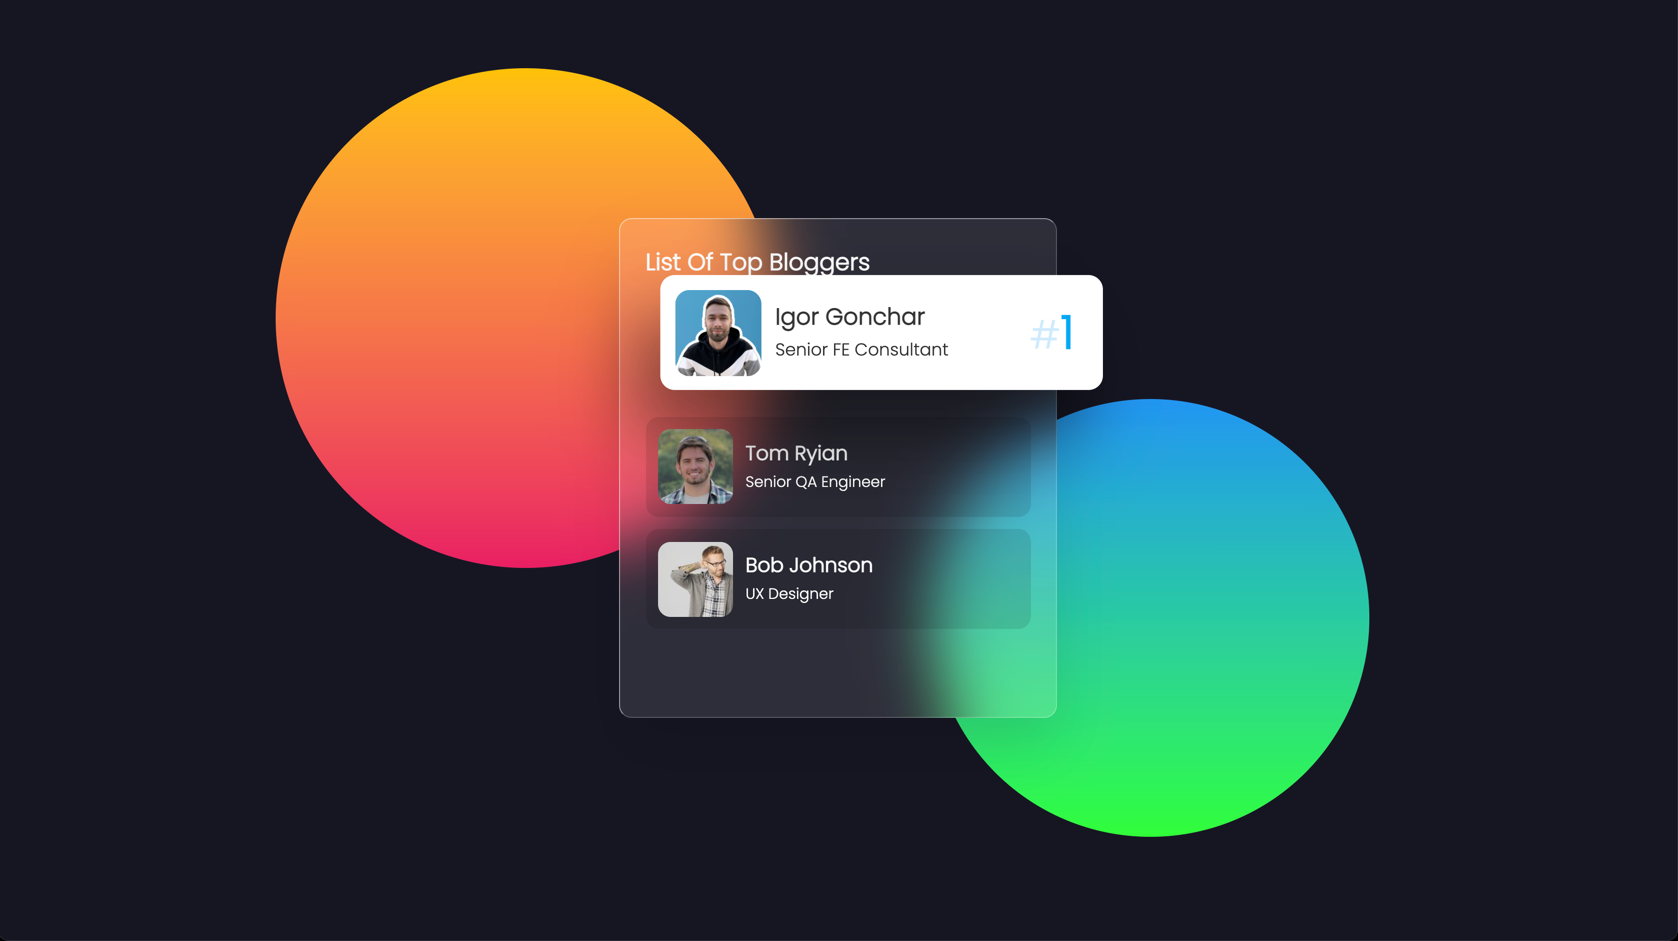 List Of Top Bloggers
Igor Gonchar
Senior FE Consultant
#1
Tom Ryian
Senior QA Engineer
Bob Johnson
UX Designer